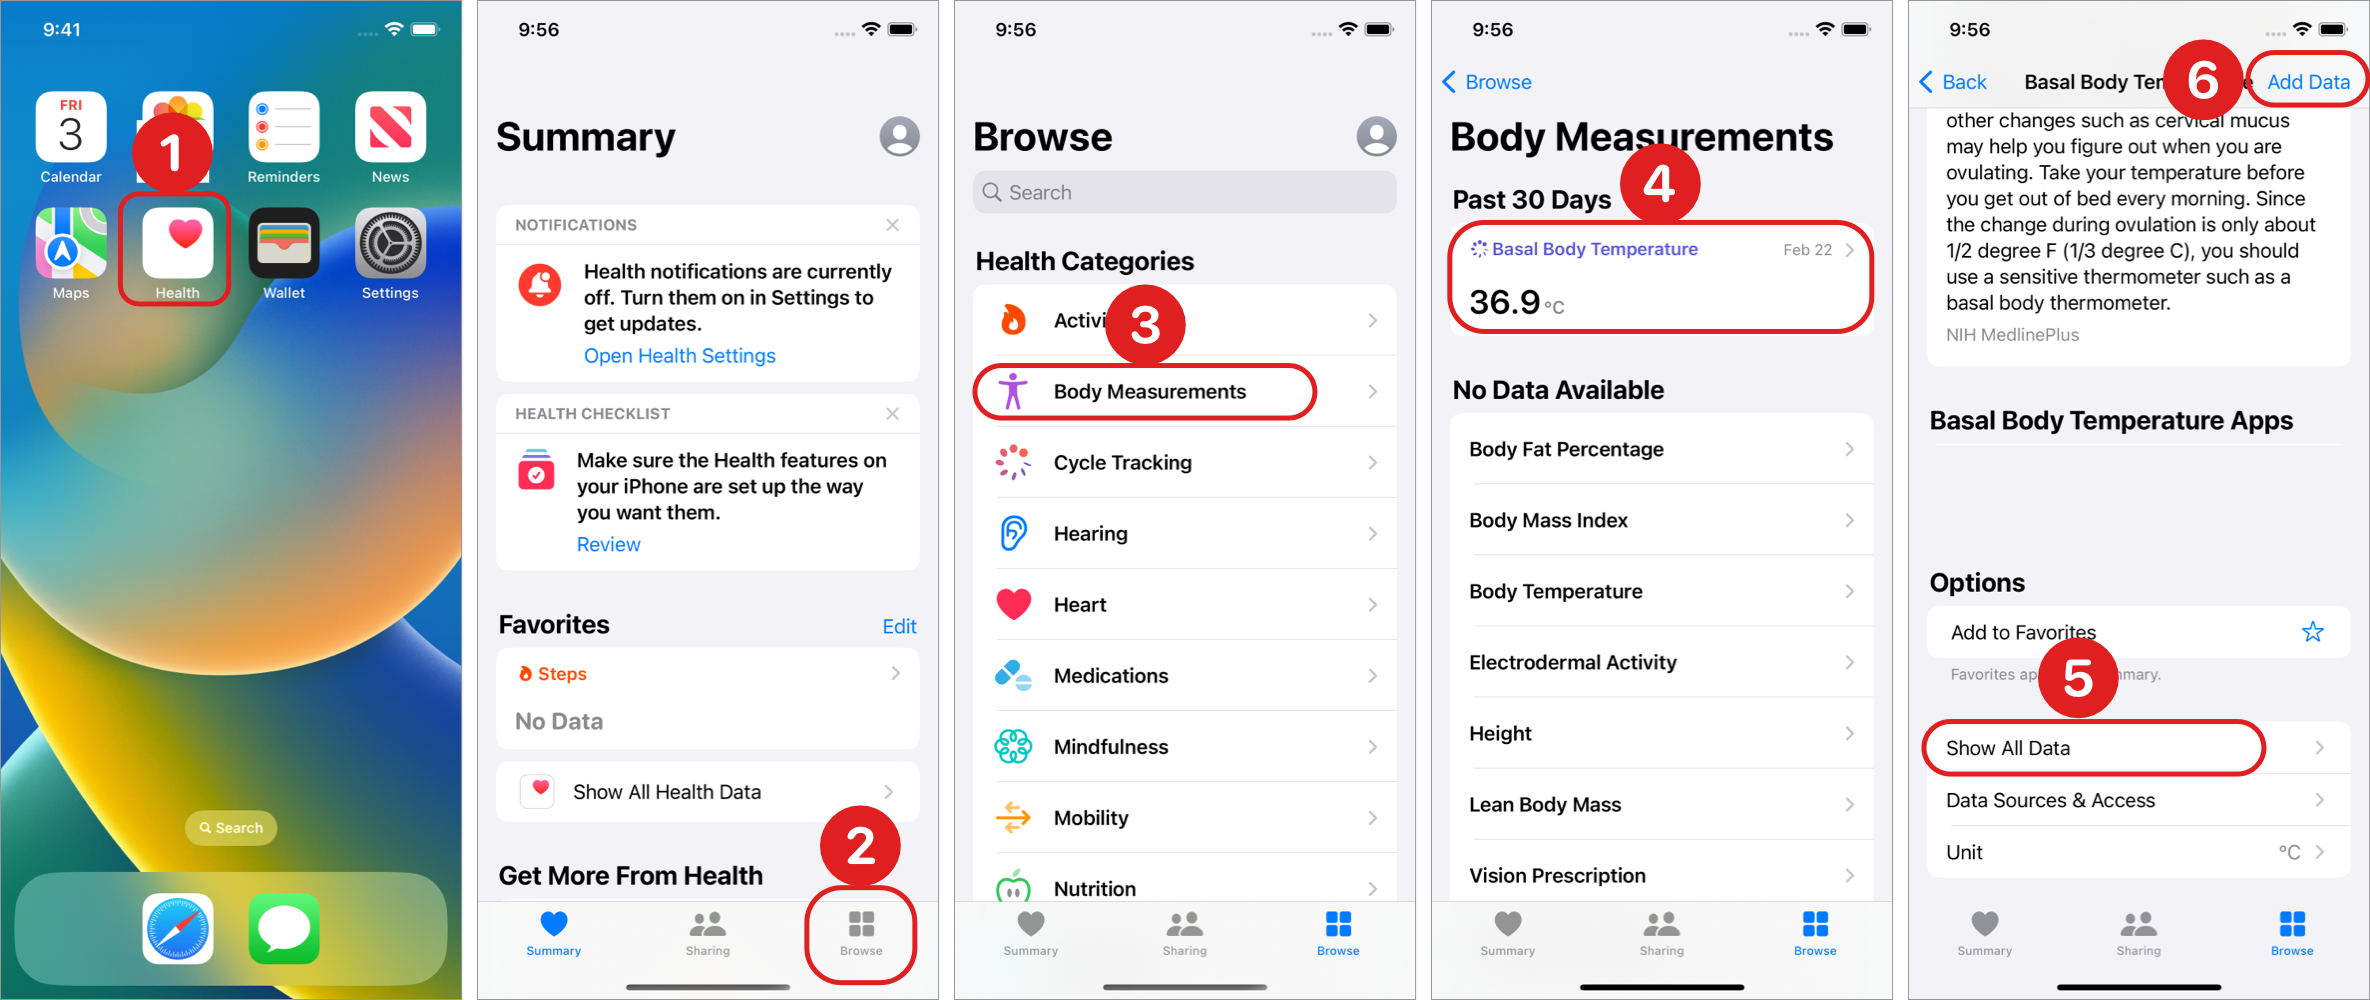 9:41
FRI
3
Calendar
1
Reminders
News
Maps
Health
Wallet
Settings
Search
9:56
Summary
NOTIFICATIONS
Health notifications are currently
off. Turn them on in Settings to
get updates.
Open Health Settings
HEALTH CHECKLIST
Make sure the Health features on
your iPhone are set up the way
you want them.
Review
Favorites
Edit
Steps
No Data
Show All Health Data
2
Get More From Health
Summary
Sharing
Browse
9:56
Browse
Search
Health Categories
Activi
3
Body Measurements
Cycle Tracking
Hearing
Heart
Medications
Mindfulness
Mobility
Nutrition
Summary
Sharing
Browse
9:56
Browse
Body Measurements
4
Past 30 Days
Basal Body Temperature
Feb 22
36.9 °C
No Data Available
Body Fat Percentage
Body Mass Index
Body Temperature
Electrodermal Activity
Height
Lean Body Mass
Vision Prescription
Summary
Sharing
Browse
9:56
Back
Basal Body Te
6
Add Data
other changes such as cervical mucus
may help you figure out when you are
ovulating. Take your temperature before
you get out of bed every morning. Since
the change during ovulation is only about
1/2 degree F (1/3 degree C), you should
use a sensitive thermometer such as a
basal body thermometer.
NIH MedlinePlus
Basal Body Temperature Apps
Options
Add to Favorites
Favorites ap
mmary.
5
Show All Data
Data Sources & Access
Unit
°C
Summary
Sharing
Browse